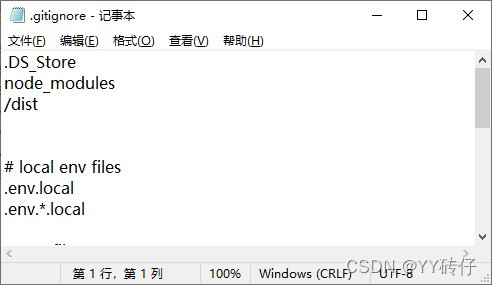 .gitignore - 记事本
文件(F) 编辑(E) 格式(O) 查看(V) 帮助(H)
.DS_Store
node_modules
/dist
# local env files
.env.local
.env.*.local
第 1 行，第 1 列 100% Windows (CRLF) UTF-8
CSDN @YY砖仔